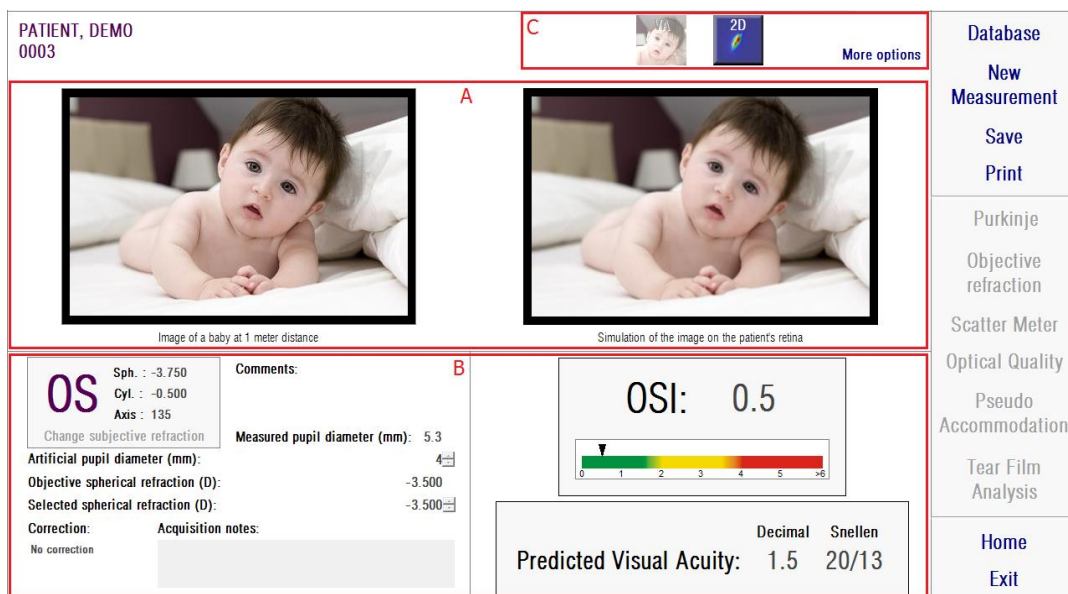 PATIENT, DEMO
0003
C
VA
2D
More options
A
Image of a baby at 1 meter distance
Simulation of the image on the patient's retina
B
OS
Sph. : -3.750
Cyl. : -0.500
Axis : 135
Change subjective refraction
Comments:
Measured pupil diameter (mm): 5.3
Artificial pupil diameter (mm): 4
Objective spherical refraction (D): -3.500
Selected spherical refraction (D): -3.500
Correction: Acquisition notes:
No correction
OSI: 0.5
0 1 2 3 4 5 >6
Decimal Snellen
Predicted Visual Acuity: 1.5 20/13
Database
New
Measurement
Save
Print
Purkinje
Objective
refraction
Scatter Meter
Optical Quality
Pseudo
Accommodation
Tear Film
Analysis
Home
Exit